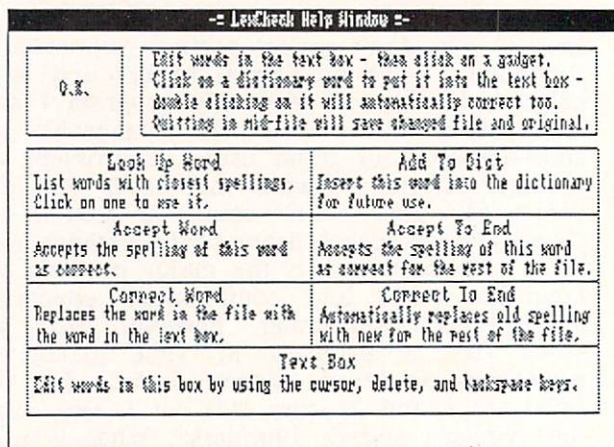 -= LexCheck Help Window =-
O.K.
Edit words in the text box - then click on a gadget.
Click on a dictionary word to put it into the text box -
double clicking on it will automatically correct too.
Quitting in mid-file will save changed file and original.
Look Up Word
List words with closest spellings.
Click on one to use it.
Add To Dict
Insert this word into the dictionary
for future use.
Accept Word
Accepts the spelling of this word
as correct.
Accept To End
Accepts the spelling of this word
as correct for the rest of the file.
Correct Word
Replaces the word in the file with
the word in the text box.
Correct To End
Automatically replaces old spelling
with new for the rest of the file.
Text Box
Edit words in this box by using the cursor, delete, and backspace keys.